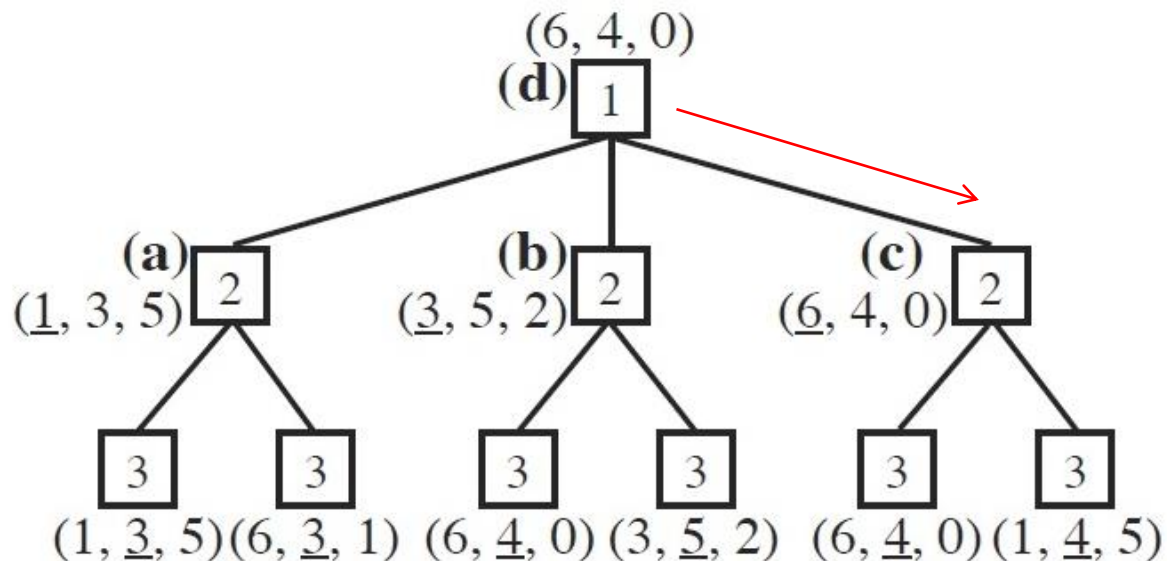 (6, 4, 0)
(d) 1
(a) 2 (b) 2 (c) 2
(1, 3, 5) (3, 5, 2) (6, 4, 0)
3 3 3 3 3 3
(1, 3, 5) (6, 3, 1) (6, 4, 0) (3, 5, 2) (6, 4, 0) (1, 4, 5)